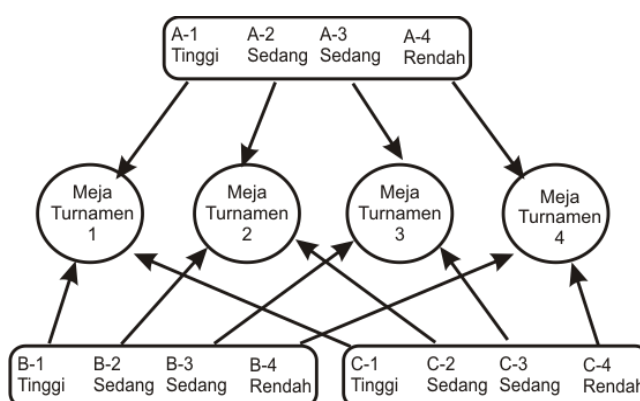 A-1 A-2 A-3 A-4
Tinggi Sedang Sedang Rendah
Meja
Turnamen
1
Meja
Turnamen
2
Meja
Turnamen
3
Meja
Turnamen
4
B-1 B-2 B-3 B-4
Tinggi Sedang Sedang Rendah
C-1 C-2 C-3 C-4
Tinggi Sedang Sedang Rendah